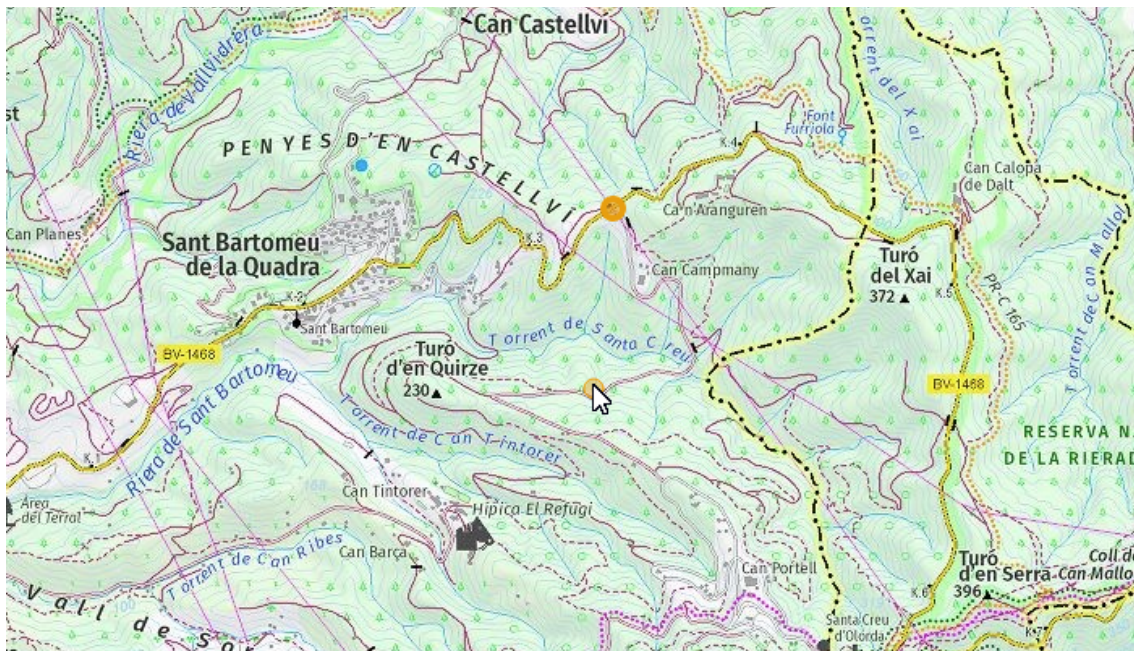 Can Castellví
Riera de Vallvidrera
Torrent del Xai
st
PENYES D'EN CASTELLVÍ
Font
Furriola
K.4
Can Calopa
de Dalt
Can Planes
Ca n'Aranguren
Sant Bartomeu
de la Quadra
K.3
Turó
del Xai
372
Can Campmany
K.2
Sant Bartomeu
K.5
PR-C 165
Torrent de Can Mallol
Torrent de Santa Creu
BV-1468
Turó
d'en Quirze
230
BV-1468
Riera de Sant Bartomeu
Torrent de Can Tintorer
RESERVA NA
DE LA RIERAD
K.1
Àrea
del Terral
Can Tintorer
Hípica El Refugi
Torrent de Can Ribes
Can Barça
Can Portell
Turó
d'en Serra
396
Coll de
Can Mallo
K.6
Vall de Sor
100
Santa Creu
d'Olorda
K.7